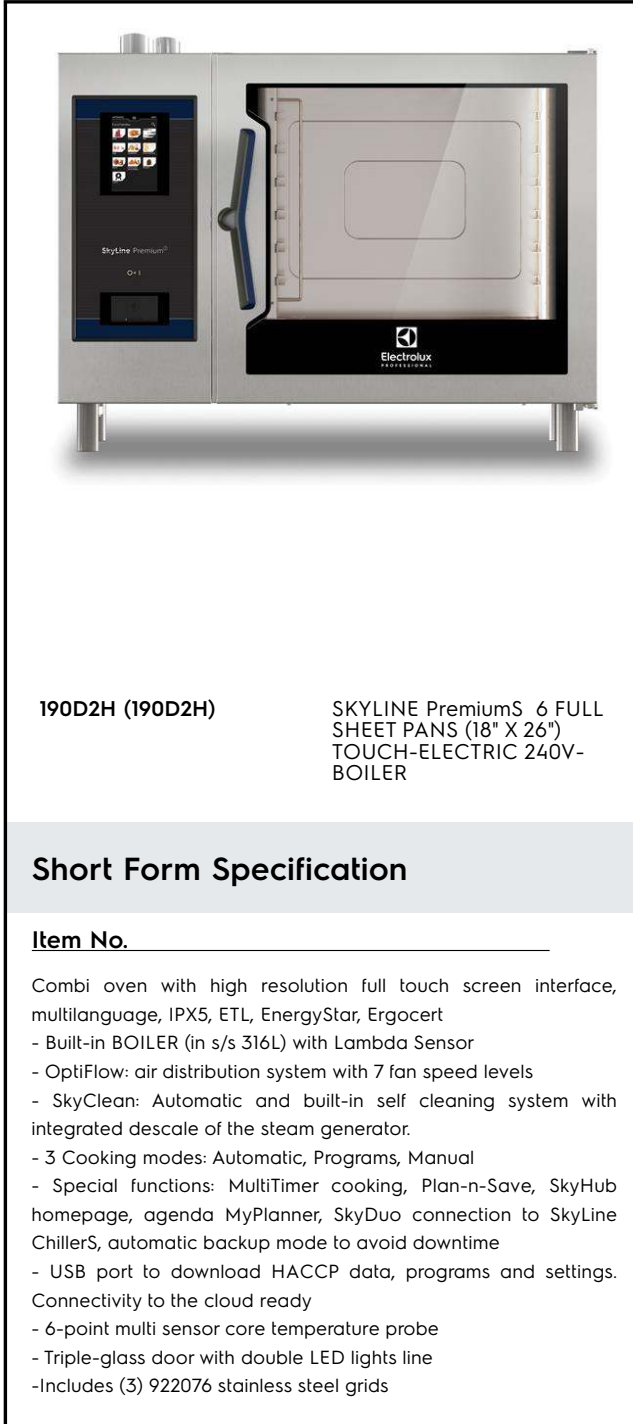 SkyLine PremiumS
Electrolux
PROFESSIONAL
190D2H (190D2H)
SKYLINE PremiumS 6 FULL
SHEET PANS (18" X 26")
TOUCH-ELECTRIC 240V-
BOILER
Short Form Specification
Item No.
Combi oven with high resolution full touch screen interface,
multilanguage, IPX5, ETL, EnergyStar, Ergocert
- Built-in BOILER (in s/s 316L) with Lambda Sensor
- OptiFlow: air distribution system with 7 fan speed levels
- SkyClean: Automatic and built-in self cleaning system with
integrated descale of the steam generator.
- 3 Cooking modes: Automatic, Programs, Manual
- Special functions: MultiTimer cooking, Plan-n-Save, SkyHub
homepage, agenda MyPlanner, SkyDuo connection to SkyLine
ChillerS, automatic backup mode to avoid downtime
- USB port to download HACCP data, programs and settings.
Connectivity to the cloud ready
- 6-point multi sensor core temperature probe
- Triple-glass door with double LED lights line
-Includes (3) 922076 stainless steel grids